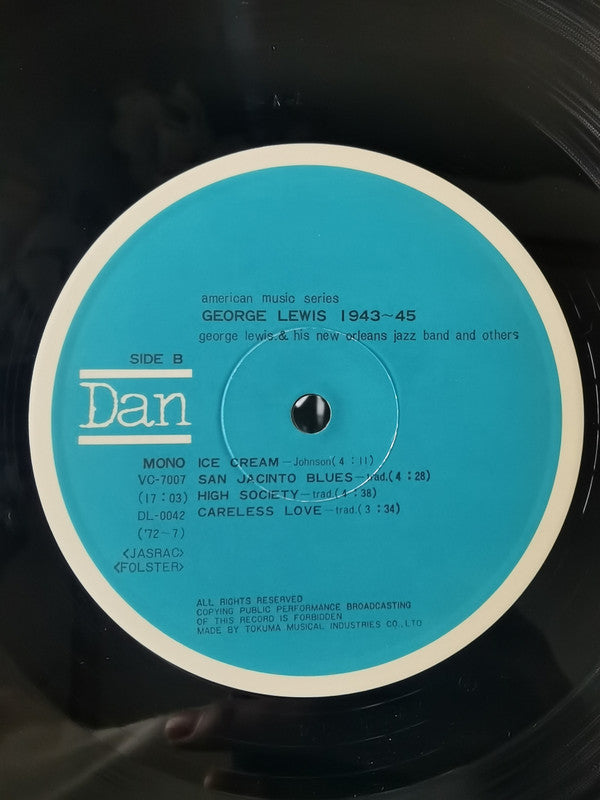 american music series
GEORGE LEWIS 1943~45
george lewis & his new orleans jazz band and others
SIDE B
Dan
MONO ICE CREAM—Johnson(4:11)
VC-7007 SAN JACINTO BLUES—trad.(4:28)
(17:03) HIGH SOCIETY—trad.(4:38)
DL-0042 CARELESS LOVE—trad.(3:34)
('72-7)
<JASRAC>
<FOLSTER>
ALL RIGHTS RESERVED
COPYING PUBLIC PERFORMANCE BROADCASTING
OF THIS RECORD IS FORBIDDEN
MADE BY TOKUMA MUSICAL INDUSTRIES CO.,LTO